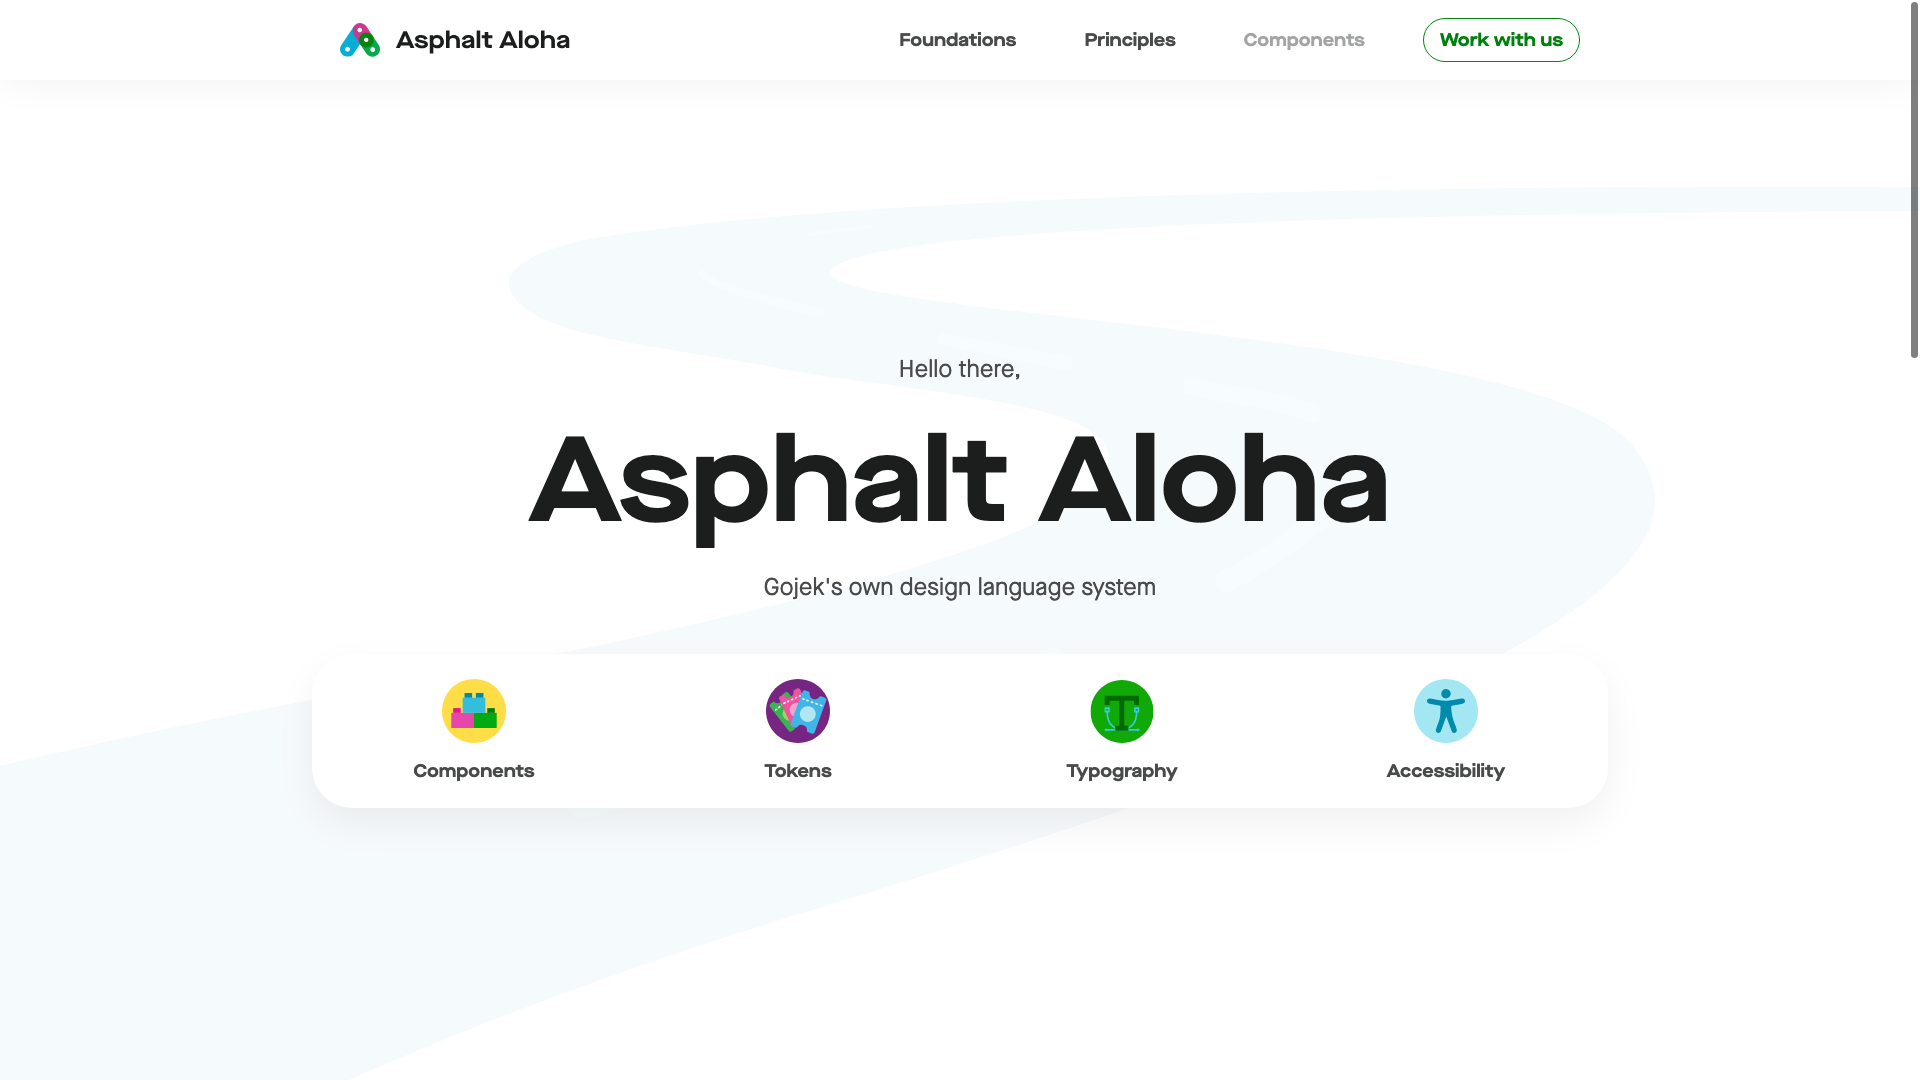 Asphalt Aloha
Foundations
Principles
Components
Work with us
Hello there,
Asphalt Aloha
Gojek's own design language system
Components
Tokens
Typography
Accessibility